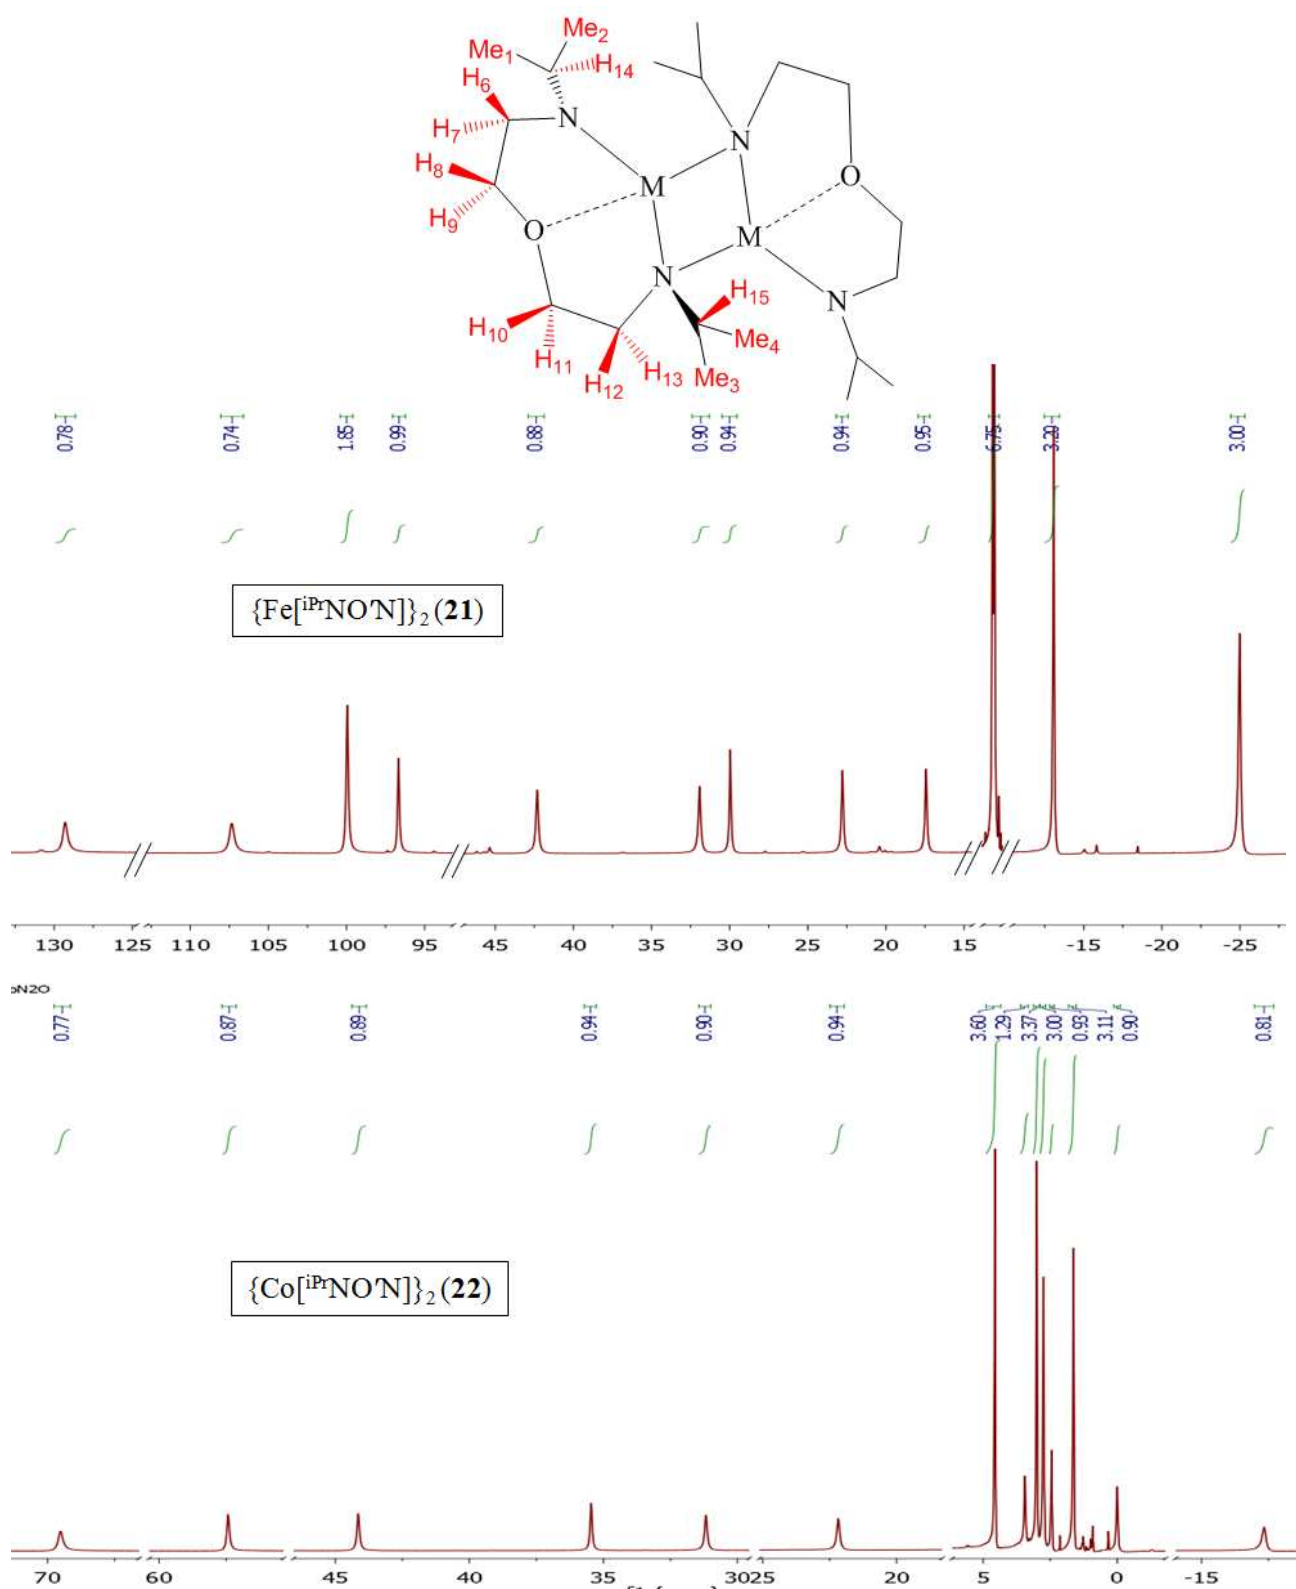 Me2
Me1
H14
H6
N
H7
N
H8
M
O
H9
O
M
N
H15
N
H10
Me4
H11
H13
Me3
H12
0.78
0.74
1.85
0.99
0.88
0.90
0.94
0.94
0.95
6.75
3.20
3.00
{Fe[iPrNO'N]}2 (21)
130 125 110 105 100 95 45 40 35 30 25 20 15 -15 -20 -25
0.77
0.87
0.89
0.94
0.90
0.94
3.60
1.29
3.37
3.00
0.93
3.11
0.90
0.81
{Co[iPrNO'N]}2 (22)
70 60 45 40 35 30 25 20 5 0 -15